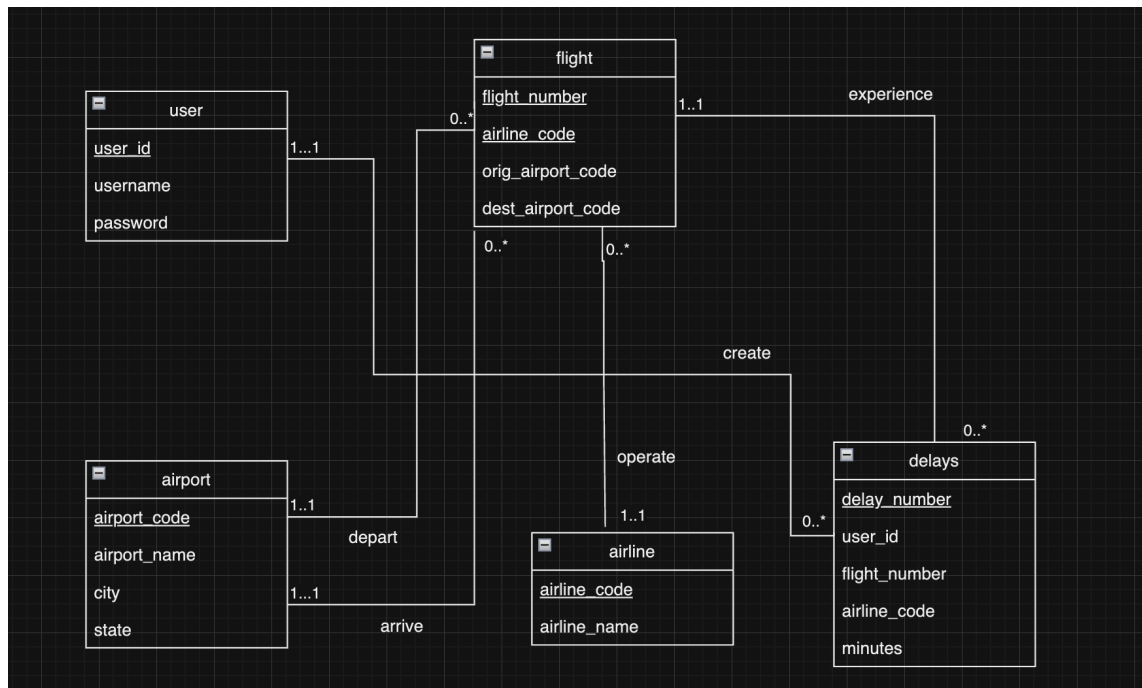 flight
flight_number
airline_code
orig_airport_code
dest_airport_code
experience
1..1
0..*
user
user_id
username
password
1...1
0..*
0..*
create
operate
0..*
delays
delay_number
user_id
flight_number
airline_code
minutes
airport
airport_code
airport_name
city
state
1..1
depart
1...1
arrive
1..1
0..*
airline
airline_code
airline_name